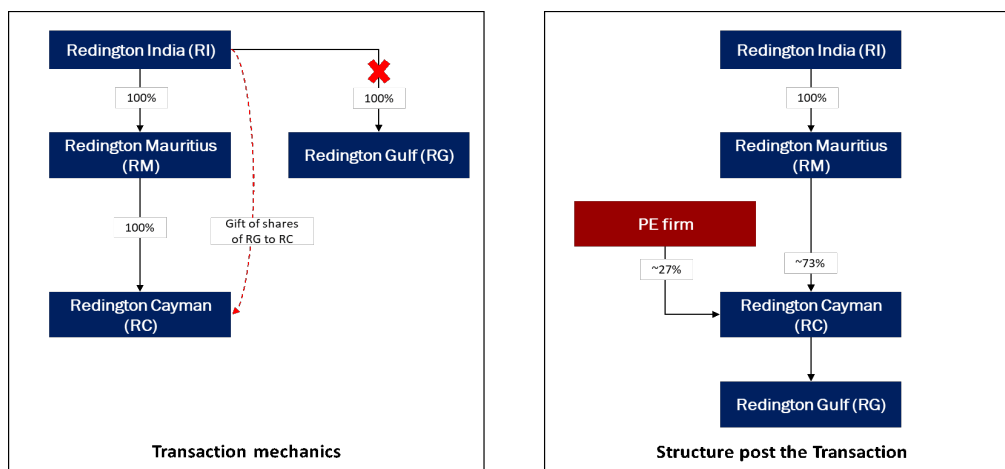 Redington India (RI)
100%
100%
Redington Mauritius
(RM)
Redington Gulf (RG)
100%
Gift of shares
of RG to RC
Redington Cayman
(RC)
Transaction mechanics
Redington India (RI)
100%
Redington Mauritius
(RM)
PE firm
~27%
~73%
Redington Cayman
(RC)
Redington Gulf (RG)
Structure post the Transaction